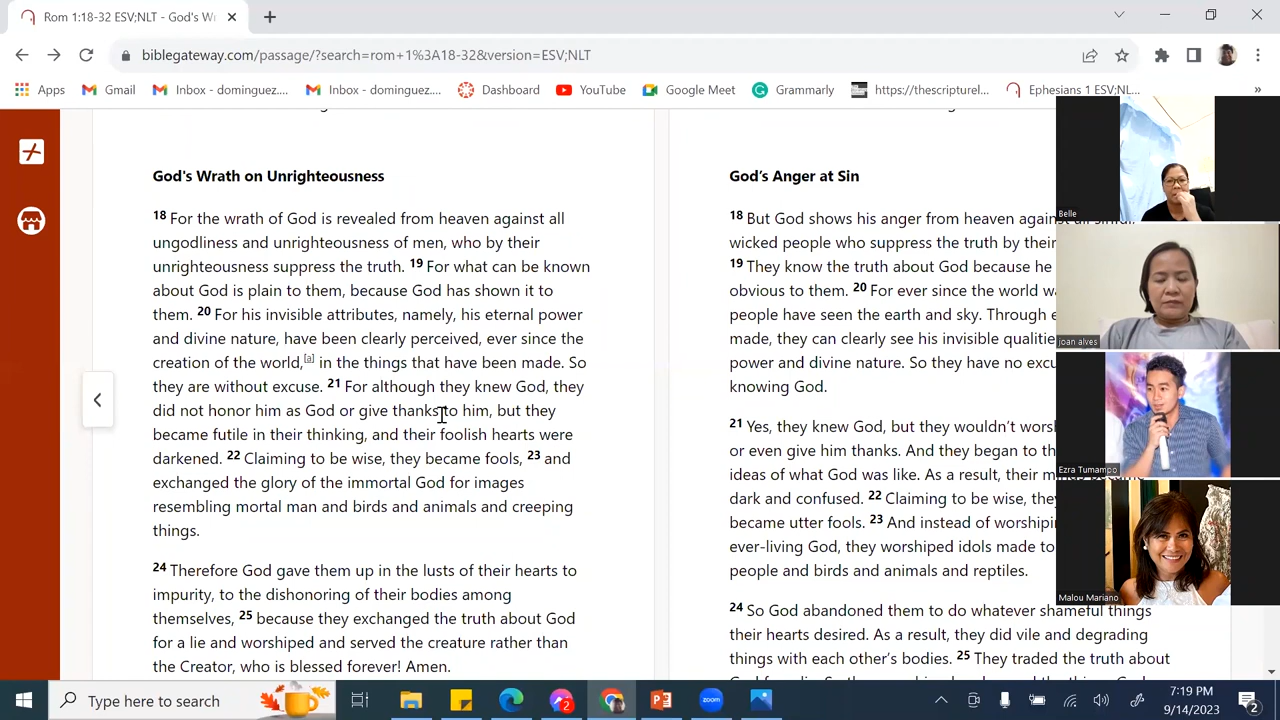 Rom 1:18-32 ESV;NLT - God's Wr
biblegateway.com/passage/?search=rom+1%3A18-32&version=ESV;NLT
Apps
Gmail
Inbox - dominguez....
Inbox - dominguez....
Dashboard
YouTube
Google Meet
Grammarly
https://thescripturel...
Ephesians 1 ESV;NL...
»
God's Wrath on Unrighteousness
18 For the wrath of God is revealed from heaven against all
ungodliness and unrighteousness of men, who by their
unrighteousness suppress the truth. 19 For what can be known
about God is plain to them, because God has shown it to
them. 20 For his invisible attributes, namely, his eternal power
and divine nature, have been clearly perceived, ever since the
creation of the world,[a] in the things that have been made. So
they are without excuse. 21 For although they knew God, they
did not honor him as God or give thanks to him, but they
became futile in their thinking, and their foolish hearts were
darkened. 22 Claiming to be wise, they became fools, 23 and
exchanged the glory of the immortal God for images
resembling mortal man and birds and animals and creeping
things.
24 Therefore God gave them up in the lusts of their hearts to
impurity, to the dishonoring of their bodies among
themselves, 25 because they exchanged the truth about God
for a lie and worshiped and served the creature rather than
the Creator, who is blessed forever! Amen.
God's Anger at Sin
18 But God shows his anger from heaven against all sinful,
wicked people who suppress the truth by their
19 They know the truth about God because he
obvious to them. 20 For ever since the world wa
people have seen the earth and sky. Through e
made, they can clearly see his invisible qualitie
power and divine nature. So they have no excu
knowing God.
21 Yes, they knew God, but they wouldn't wors
or even give him thanks. And they began to th
ideas of what God was like. As a result, their minds became
dark and confused. 22 Claiming to be wise, they
became utter fools. 23 And instead of worshipin
ever-living God, they worshiped idols made to
people and birds and animals and reptiles.
24 So God abandoned them to do whatever shameful things
their hearts desired. As a result, they did vile and degrading
things with each other's bodies. 25 They traded the truth about
Belle
joan alves
Ezra Tumampo
Malou Mariano
Type here to search
2
zoom
7:19 PM
9/14/2023
2